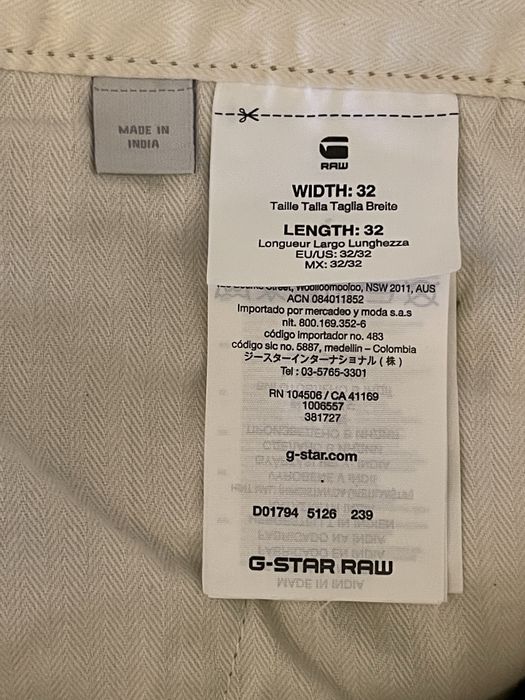 MADE IN
INDIA
RAW
WIDTH: 32
Taille Talla Taglia Breite
LENGTH: 32
Longueur Largo Lunghezza
EU/US: 32/32
MX: 32/32
Street, Woolloomooloo, NSW 2011, AUS
ACN 084011852
Importado por mercadeo y moda s.a.s
nit. 800.169.352-6
código importador no. 483
código sic no. 5887, medellin – Colombia
ジースターインターナショナル ( 株 )
Tel : 03-5765-3301
RN 104506 / CA 41169
1006557
381727
g-star.com
D01794 5126 239
G-STAR RAW
MADE IN INDIA